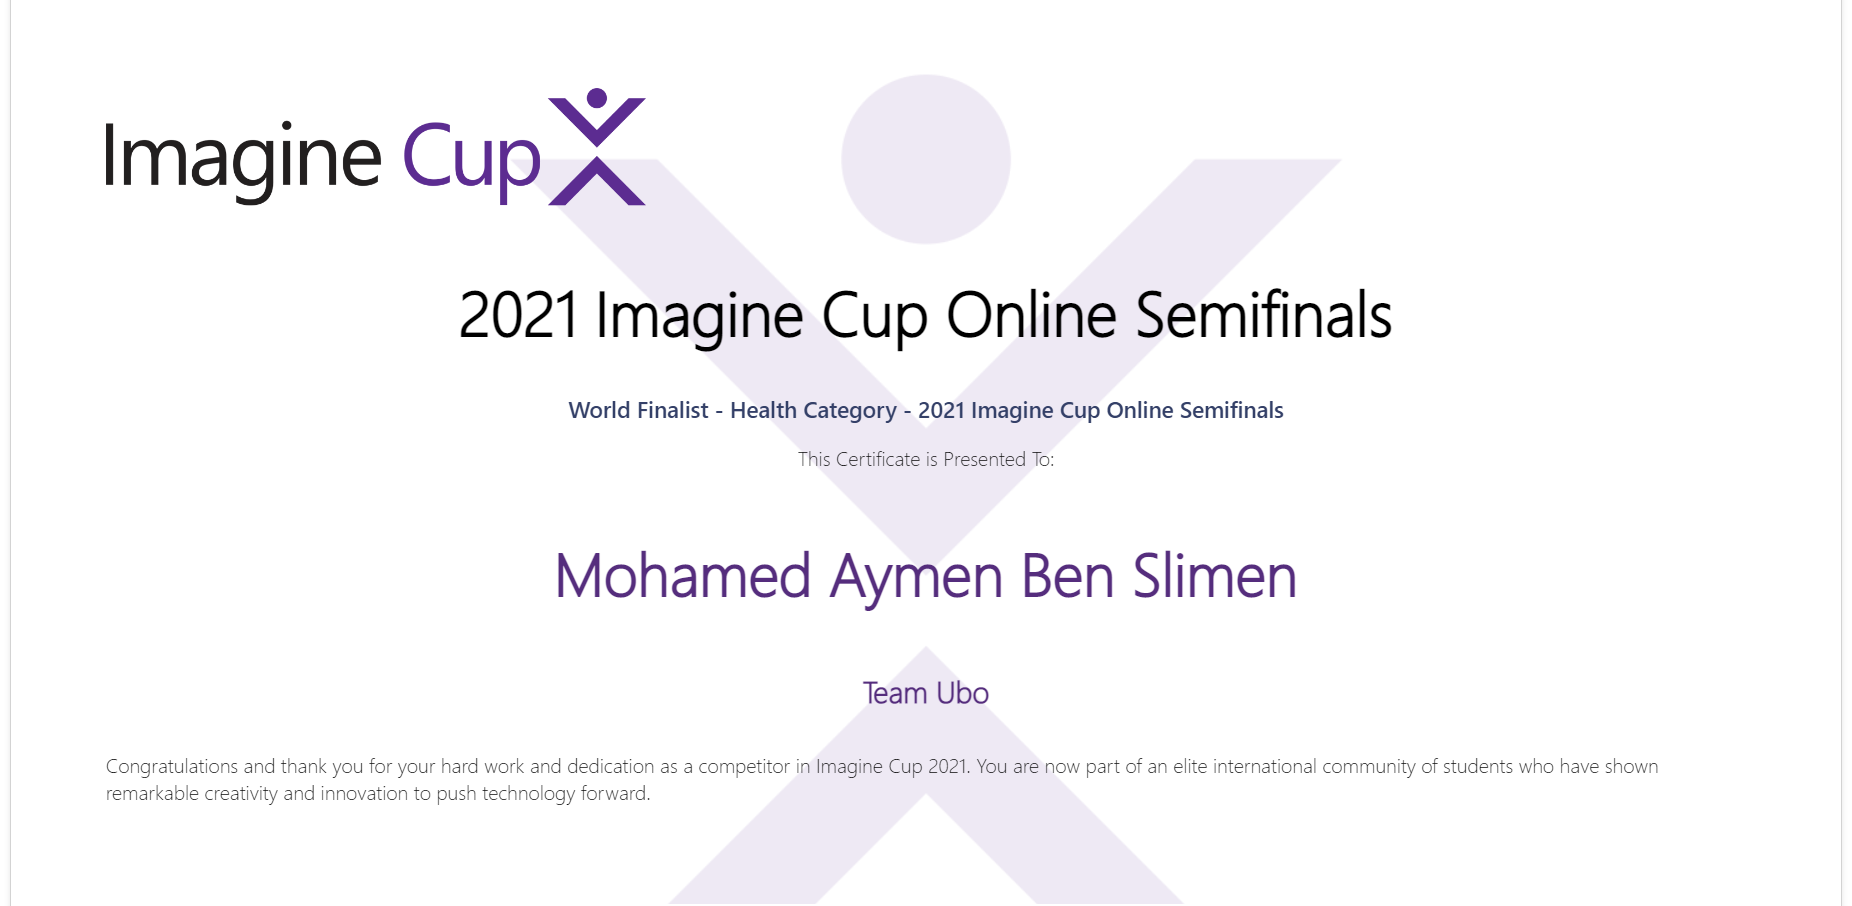 Imagine Cup
2021 Imagine Cup Online Semifinals
World Finalist - Health Category - 2021 Imagine Cup Online Semifinals
This Certificate is Presented To:
Mohamed Aymen Ben Slimen
Team Ubo
Congratulations and thank you for your hard work and dedication as a competitor in Imagine Cup 2021. You are now part of an elite international community of students who have shown
remarkable creativity and innovation to push technology forward.